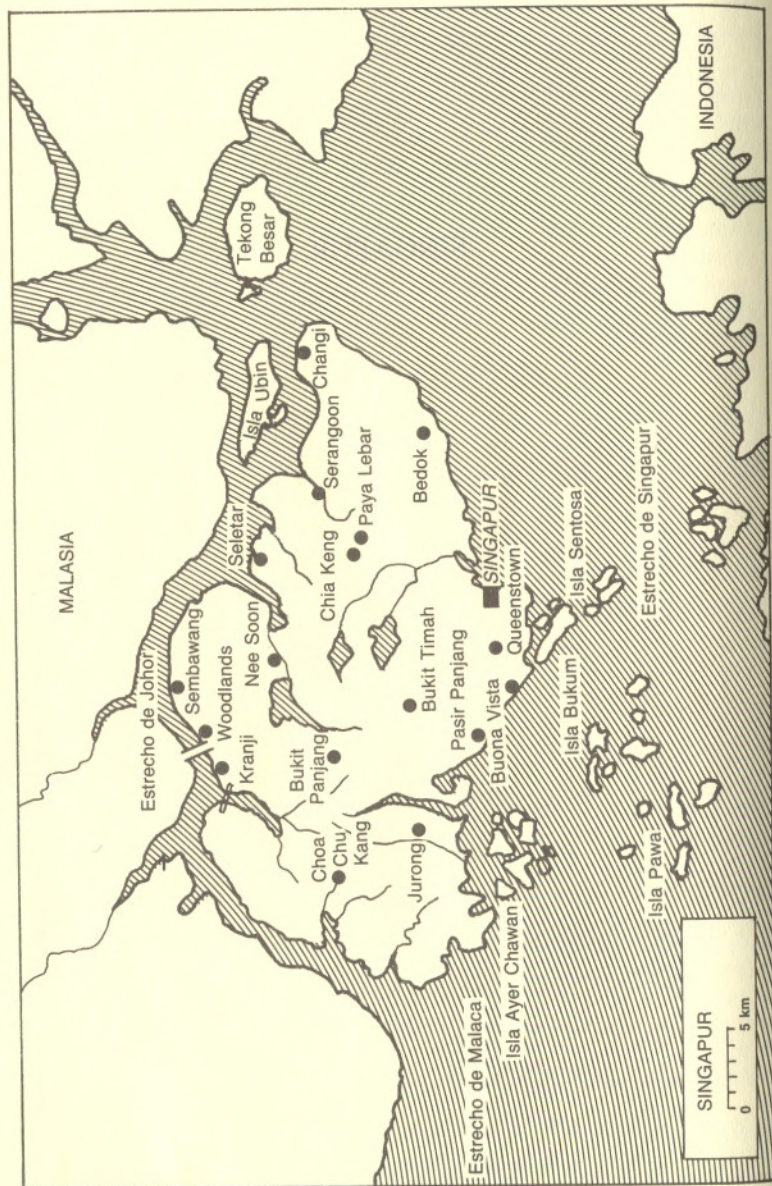 MALASIA
INDONESIA
Estrecho de Johor
Sembawang
Woodlands
Kranji
Nee Soon
Seletar
Isla Ubin
Tekong
Besar
Changi
Serangoon
Paya Lebar
Chia Keng
Bedok
Bukit
Panjang
Choa
Chu
Kang
Jurong
Bukit Timah
Pasir Panjang
Buona Vista
Queenstown
SINGAPUR
Isla Sentosa
Estrecho de Singapur
Isla Bukum
Isla Pawa
Isla Ayer Chawan
Estrecho de Malaca
SINGAPUR
0 5 km